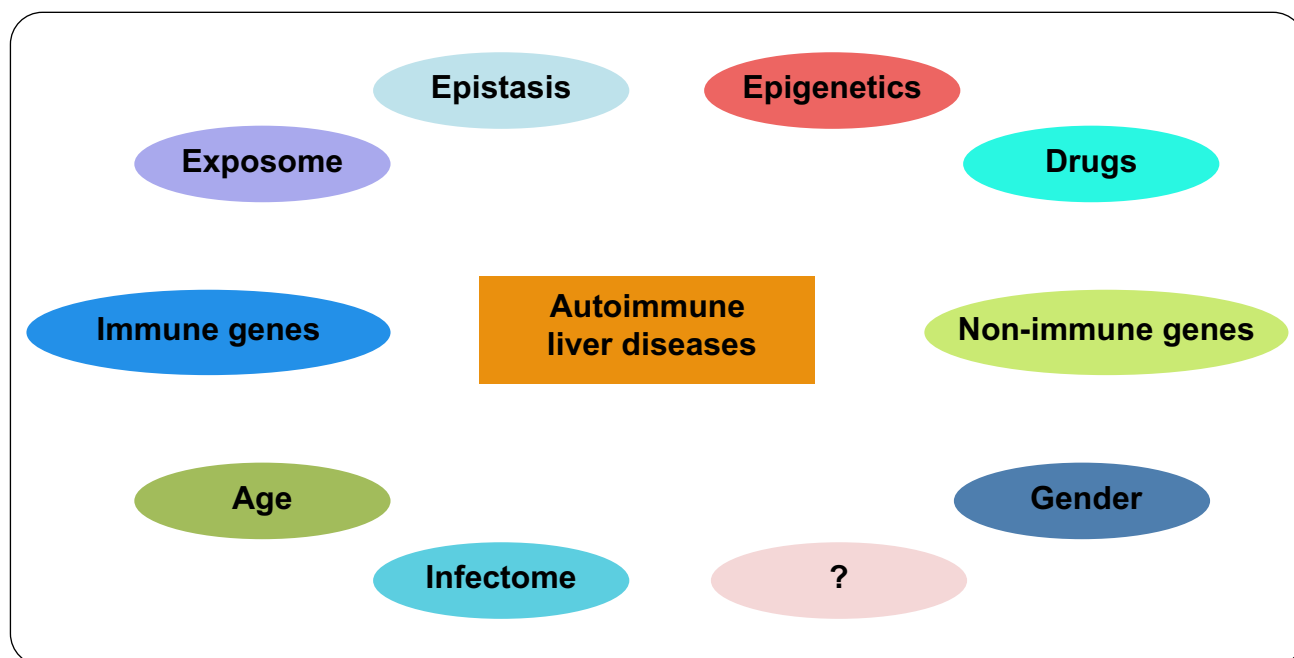 Epistasis
Epigenetics
Exposome
Drugs
Immune genes
Autoimmune
liver diseases
Non-immune genes
Age
Gender
Infectome
?